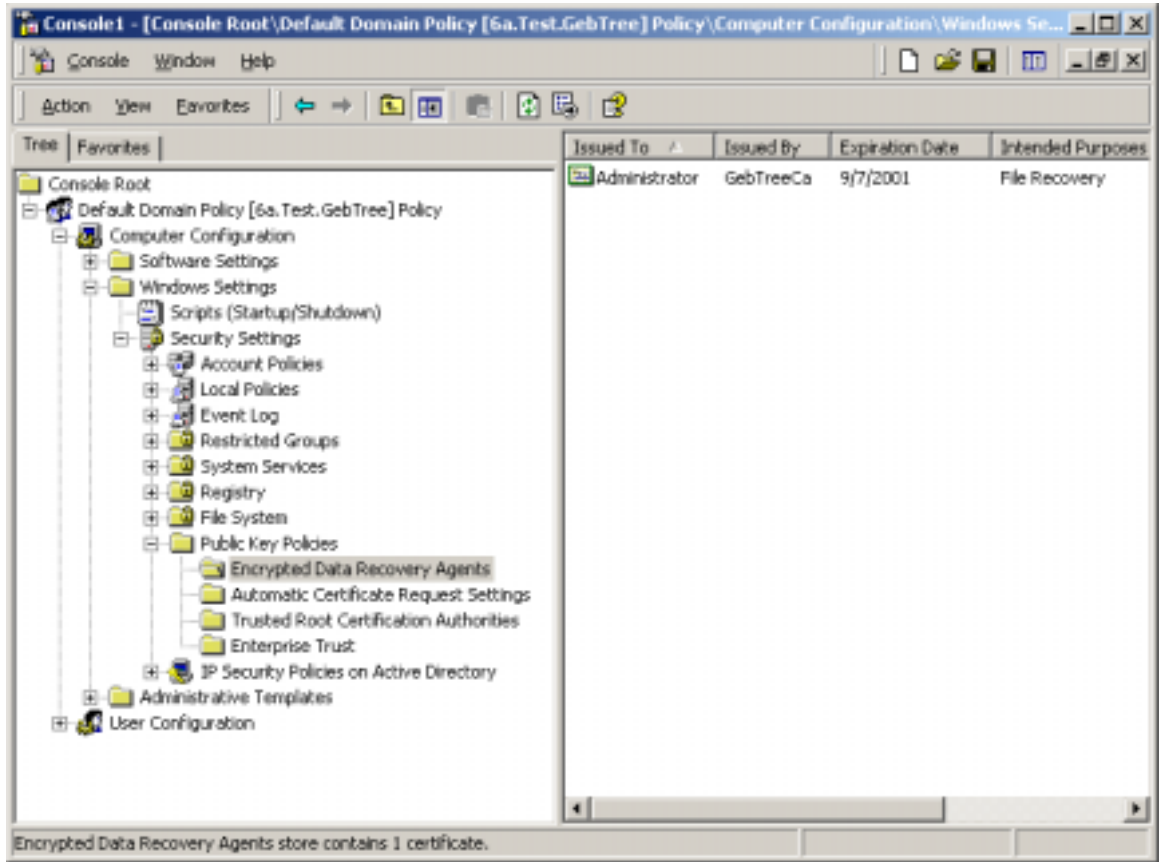 Console1 - [Console Root\Default Domain Policy [6a.Test.GebTree] Policy\Computer Configuration\Windows Se...
Console Window Help
Action View Favorites
Tree Favorites
Issued To Issued By Expiration Date Intended Purposes
Administrator GebTreeCa 9/7/2001 File Recovery
Console Root
Default Domain Policy [6a.Test.GebTree] Policy
Computer Configuration
Software Settings
Windows Settings
Scripts (Startup/Shutdown)
Security Settings
Account Policies
Local Policies
Event Log
Restricted Groups
System Services
Registry
File System
Public Key Policies
Encrypted Data Recovery Agents
Automatic Certificate Request Settings
Trusted Root Certification Authorities
Enterprise Trust
IP Security Policies on Active Directory
Administrative Templates
User Configuration
Encrypted Data Recovery Agents store contains 1 certificate.